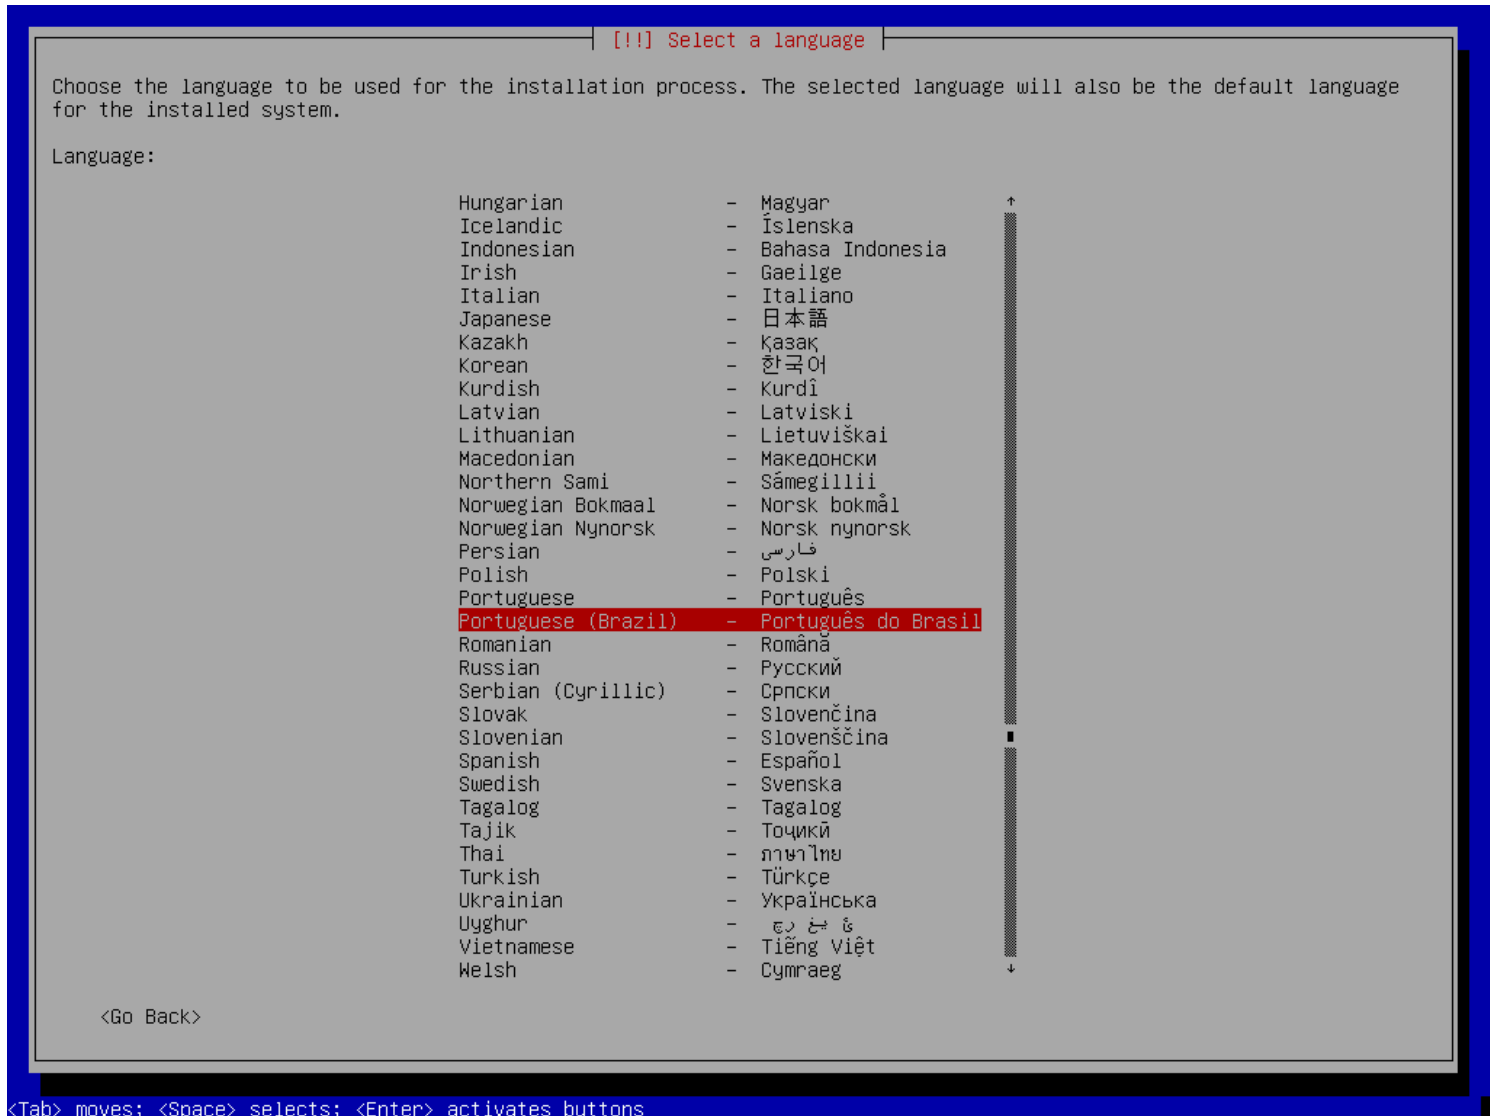 [!!] Select a language
Choose the language to be used for the installation process. The selected language will also be the default language
for the installed system.
Language:
Hungarian - Magyar
Icelandic - Íslenska
Indonesian - Bahasa Indonesia
Irish - Gaeilge
Italian - Italiano
Japanese - 日本語
Kazakh - Қазақ
Korean - 한국어
Kurdish - Kurdî
Latvian - Latviski
Lithuanian - Lietuviškai
Macedonian - Македонски
Northern Sami - Sámegillii
Norwegian Bokmaal - Norsk bokmål
Norwegian Nynorsk - Norsk nynorsk
Persian - فارسی
Polish - Polski
Portuguese - Português
Portuguese (Brazil) - Português do Brasil
Romanian - Română
Russian - Русский
Serbian (Cyrillic) - Српски
Slovak - Slovenčina
Slovenian - Slovenščina
Spanish - Español
Swedish - Svenska
Tagalog - Tagalog
Tajik - Тоҷикӣ
Thai - ภาษาไทย
Turkish - Türkçe
Ukrainian - Українська
Uyghur -
Vietnamese - Tiếng Việt
Welsh - Cymraeg
<Go Back>
<Tab> moves; <Space> selects; <Enter> activates buttons